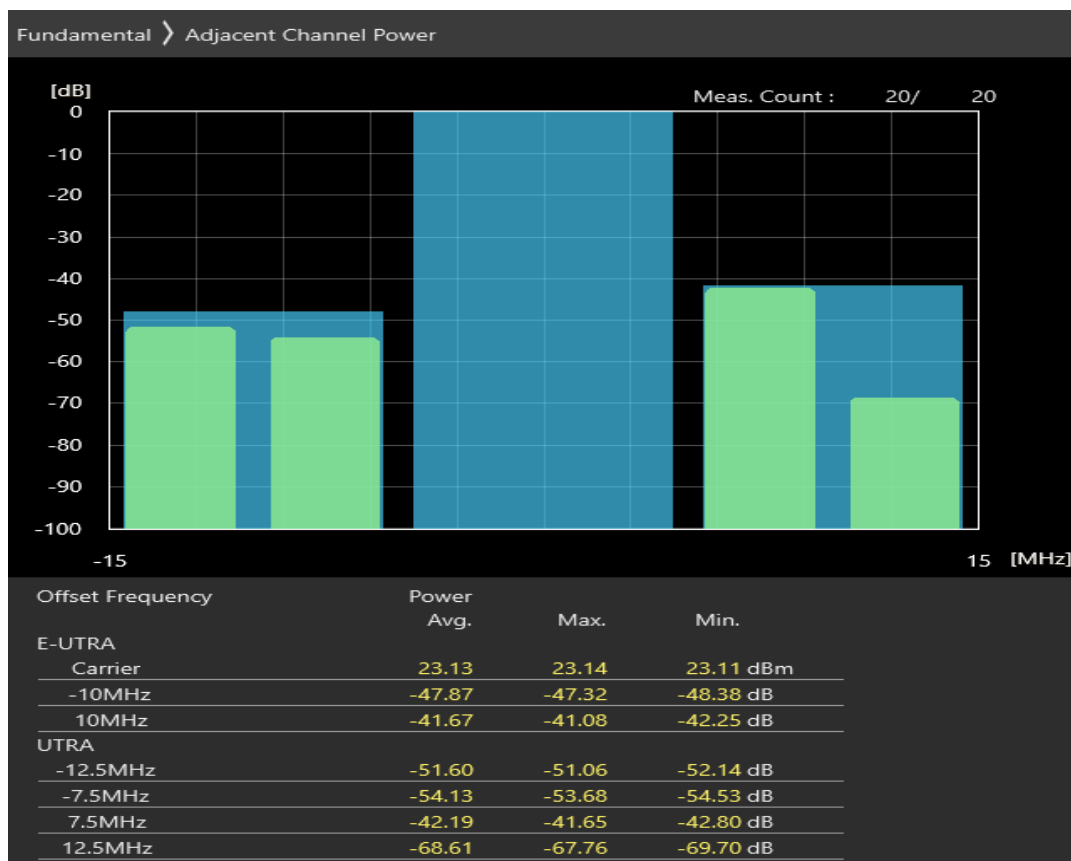 Fundamental 〉 Adjacent Channel Power
[dB]
Meas. Count : 20/ 20
0
-10
-20
-30
-40
-50
-60
-70
-80
-90
-100
-15 15 [MHz]
Offset Frequency Power
Avg. Max. Min.
E-UTRA
Carrier 23.13 23.14 23.11 dBm
-10MHz -47.87 -47.32 -48.38 dB
10MHz -41.67 -41.08 -42.25 dB
UTRA
-12.5MHz -51.60 -51.06 -52.14 dB
-7.5MHz -54.13 -53.68 -54.53 dB
7.5MHz -42.19 -41.65 -42.80 dB
12.5MHz -68.61 -67.76 -69.70 dB